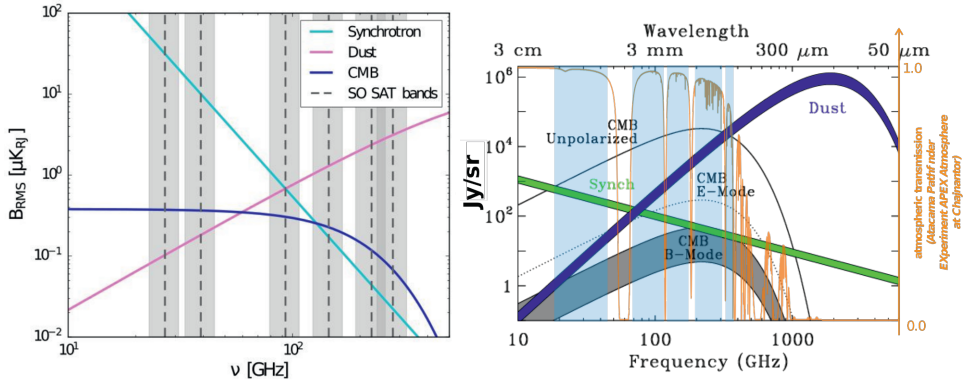 10²
10¹
10⁰
10⁻¹
10⁻²
10¹
10²
B_RMS [μK_RJ]
ν [GHz]
Synchrotron
Dust
CMB
SO SAT bands
Wavelength
3 cm 3 mm 300 μm 50 μm
10⁶
10⁴
10²
1
Jy/sr
CMB
Unpolarized
Dust
Synch
CMB
E-Mode
CMB
B-Mode
10 100 1000
Frequency (GHz)
1.0
0.0
atmospheric transmission
(Atacama Pathf nder
EXperiment APEX Atmosphere
at Chajnantor)